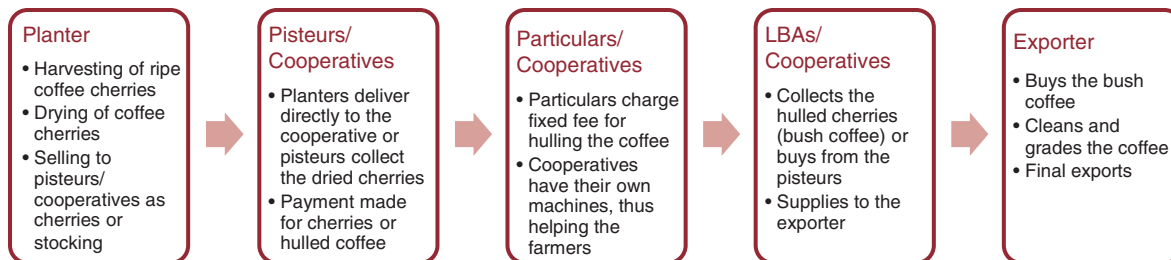 Planter
• Harvesting of ripe
coffee cherries
• Drying of coffee
cherries
• Selling to
pisteurs/
cooperatives as
cherries or
stocking
Pisteurs/
Cooperatives
• Planters deliver
directly to the
cooperative or
pisteurs collect
the dried cherries
• Payment made
for cherries or
hulled coffee
Particulars/
Cooperatives
• Particulars charge
fixed fee for
hulling the coffee
• Cooperatives
have their own
machines, thus
helping the
farmers
LBAs/
Cooperatives
• Collects the
hulled cherries
(bush coffee) or
buys from the
pisteurs
• Supplies to the
exporter
Exporter
• Buys the bush
coffee
• Cleans and
grades the coffee
• Final exports